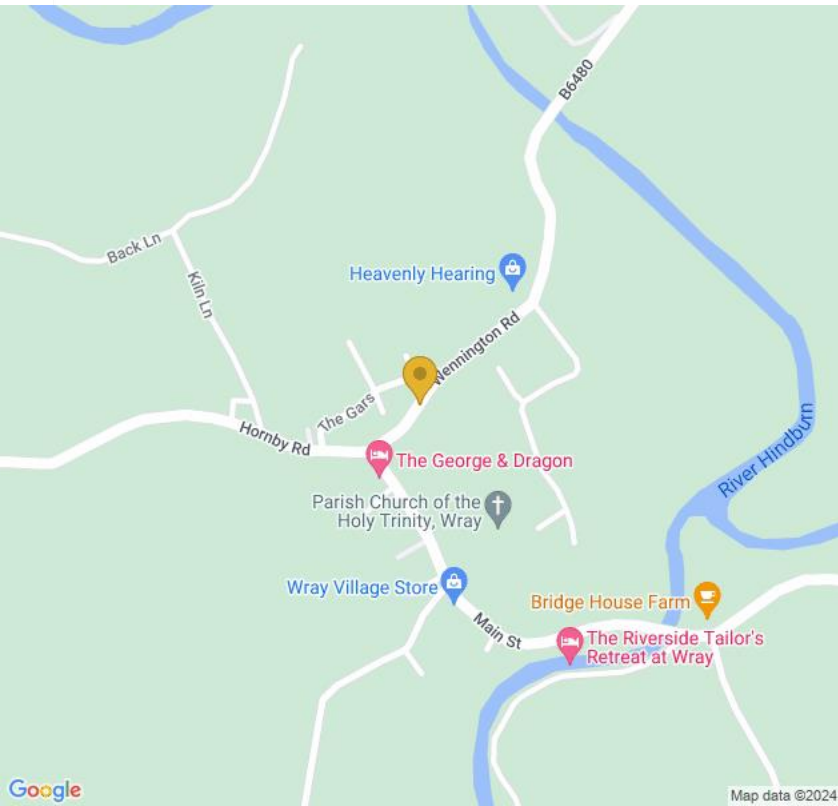 B6480
Back Ln
Kiln Ln
Heavenly Hearing
Wennington Rd
The Gars
Hornby Rd
The George & Dragon
River Hindburn
Parish Church of the
Holy Trinity, Wray
Wray Village Store
Main St
Bridge House Farm
The Riverside Tailor's
Retreat at Wray
Google
Map data ©2024